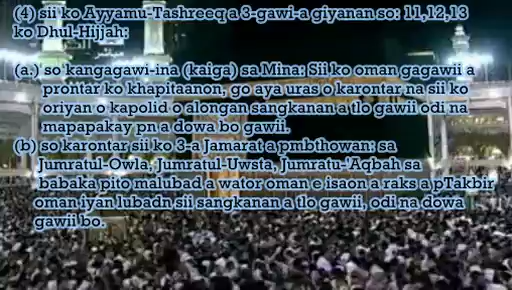 (4) sii ko Ayyamu-Tashreeq a 3-gawi-a giyanan so: 11,12,13
ko Dhul-Hijjah:
(a.) so kangagawi-ina (kaiga) sa Mina: Sii ko oman gagawii a
prontar ko khapitaanon, go aya uras o karontar na sii ko
oriyan o kapolid o alongan sangkanan a tlo gawii odi na
mapapakay pn a dowa bo gawii.
(b) so karontar sii ko 3-a Jamarat a pmbthowan: sa
Jumratul-Owla, Jumratul-Uwsta, Jumratu-'Aqbah sa
babaka pito malubad a wator oman e isaon a raks a pTakbir
oman iyan lubadn sii sangkanan a tlo gawii, odi na dowa
gawii bo.